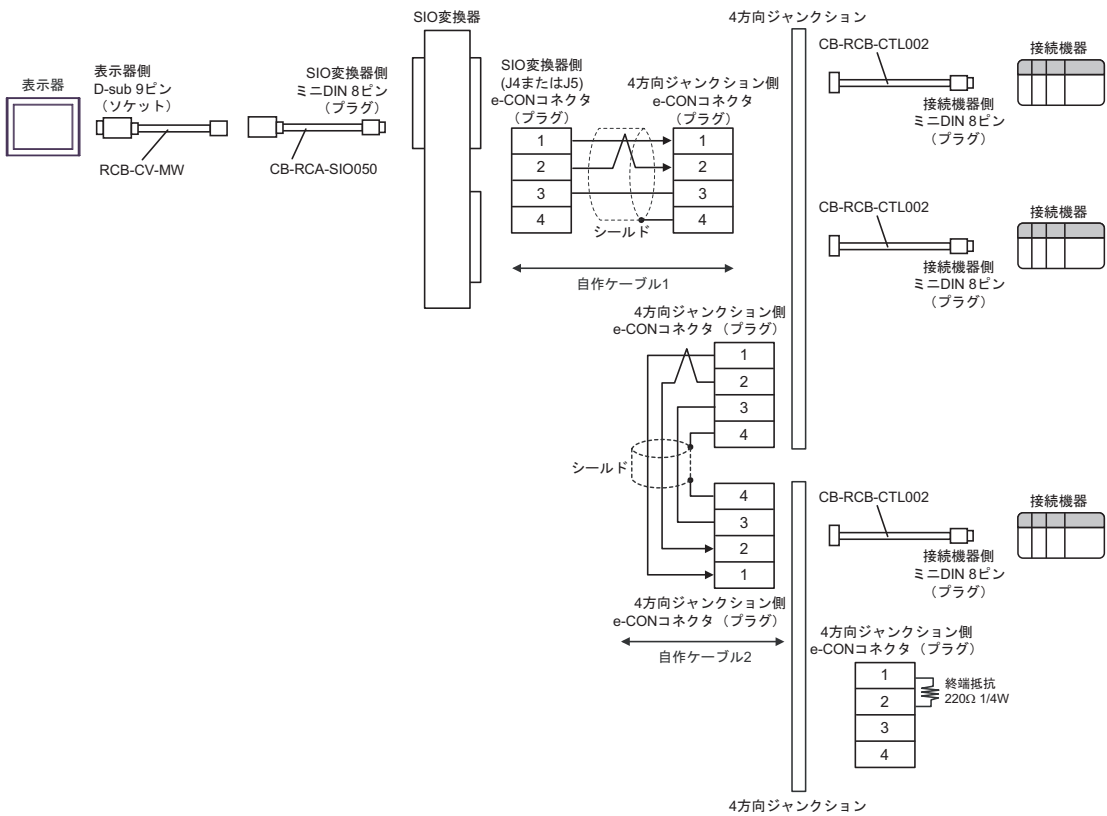 SIO変換器
4方向ジャンクション
表示器
表示器側
D-sub 9ピン
（ソケット）
RCB-CV-MW
SIO変換器側
ミニDIN 8ピン
（プラグ）
CB-RCA-SIO050
SIO変換器側
(J4またはJ5)
e-CONコネクタ
（プラグ）
1
2
3
4
4方向ジャンクション側
e-CONコネクタ
（プラグ）
1
2
3
4
シールド
自作ケーブル1
CB-RCB-CTL002
接続機器側
ミニDIN 8ピン
（プラグ）
接続機器
CB-RCB-CTL002
接続機器側
ミニDIN 8ピン
（プラグ）
接続機器
4方向ジャンクション側
e-CONコネクタ（プラグ）
1
2
3
4
シールド
4
3
2
1
4方向ジャンクション側
e-CONコネクタ（プラグ）
自作ケーブル2
CB-RCB-CTL002
接続機器側
ミニDIN 8ピン
（プラグ）
接続機器
4方向ジャンクション側
e-CONコネクタ（プラグ）
1
2
3
4
終端抵抗
220Ω 1/4W
4方向ジャンクション